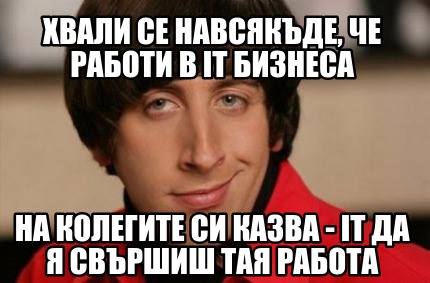 ХВАЛИ СЕ НАВСЯКЪДЕ, ЧЕ
РАБОТИ В IT БИЗНЕСА
НА КОЛЕГИТЕ СИ КАЗВА - IT ДА
Я СВЪРШИШ ТАЯ РАБОТА